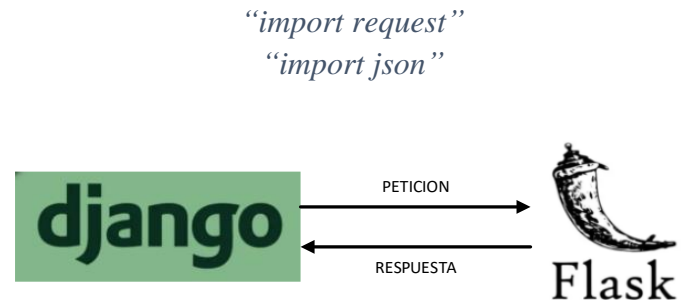 “import request”
“import json”
PETICION
django
RESPUESTA
Flask